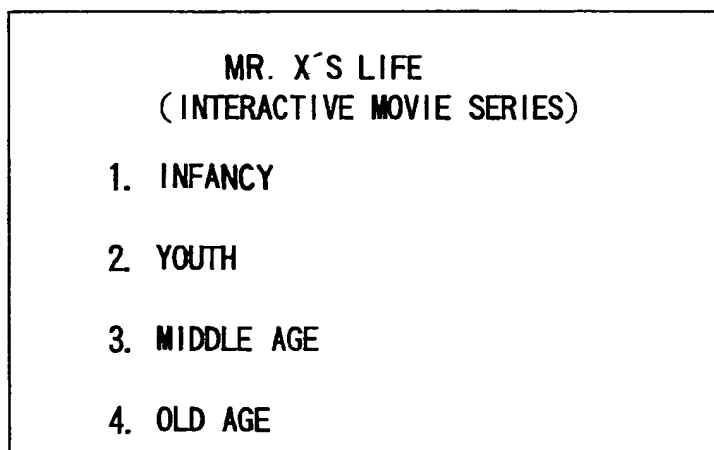 MR. X´S LIFE
(INTERACTIVE MOVIE SERIES)
1. INFANCY
2. YOUTH
3. MIDDLE AGE
4. OLD AGE